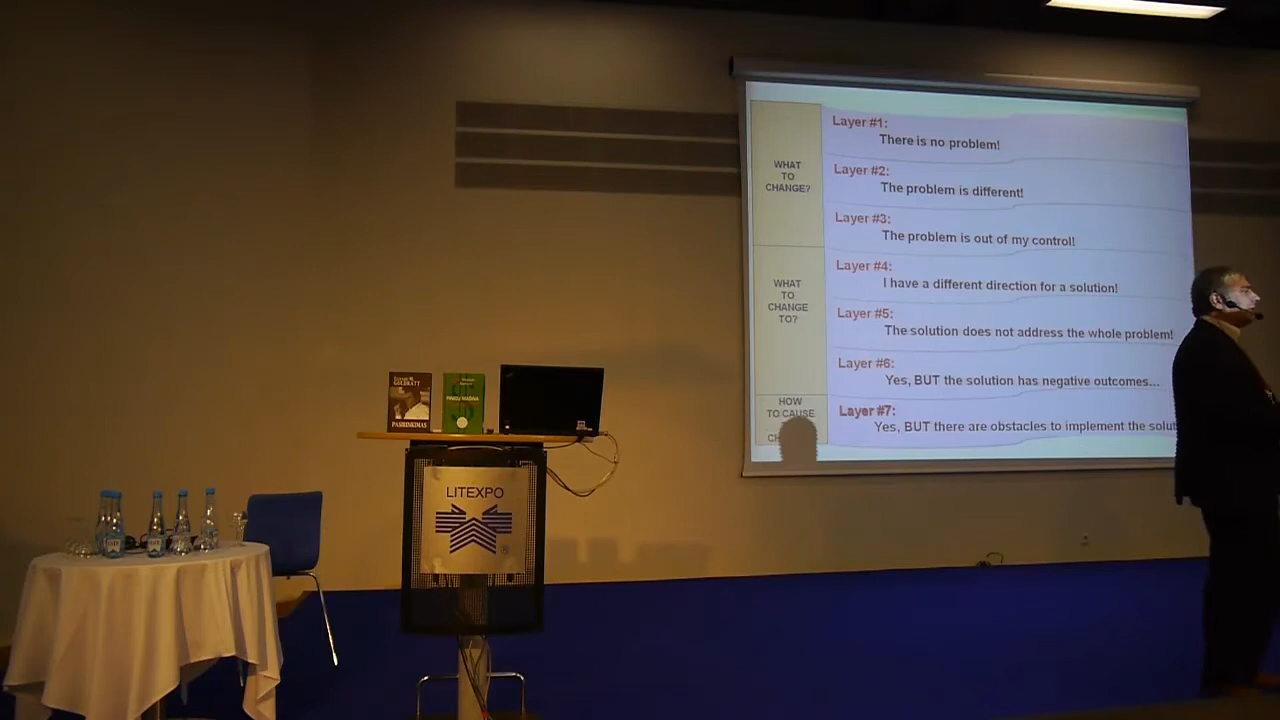 WHAT
TO
CHANGE?
Layer #1:
There is no problem!
Layer #2:
The problem is different!
Layer #3:
The problem is out of my control!
WHAT
TO
CHANGE
TO?
Layer #4:
I have a different direction for a solution!
Layer #5:
The solution does not address the whole problem!
Layer #6:
Yes, BUT the solution has negative outcomes...
HOW
TO CAUSE
Layer #7:
Yes, BUT there are obstacles to implement the solut
GOLDRATT
PASIRINKIMAS
PINIGŲ MAŠINA
LITEXPO
®